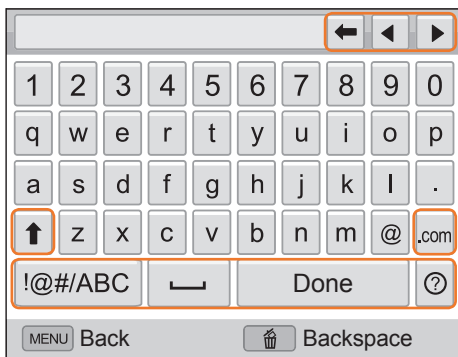 1 2 3 4 5 6 7 8 9 0
q w e r t y u i o p
a s d f g h j k l .
z x c v b n m @ .com
!@#/ABC Done ?
MENU Back Backspace